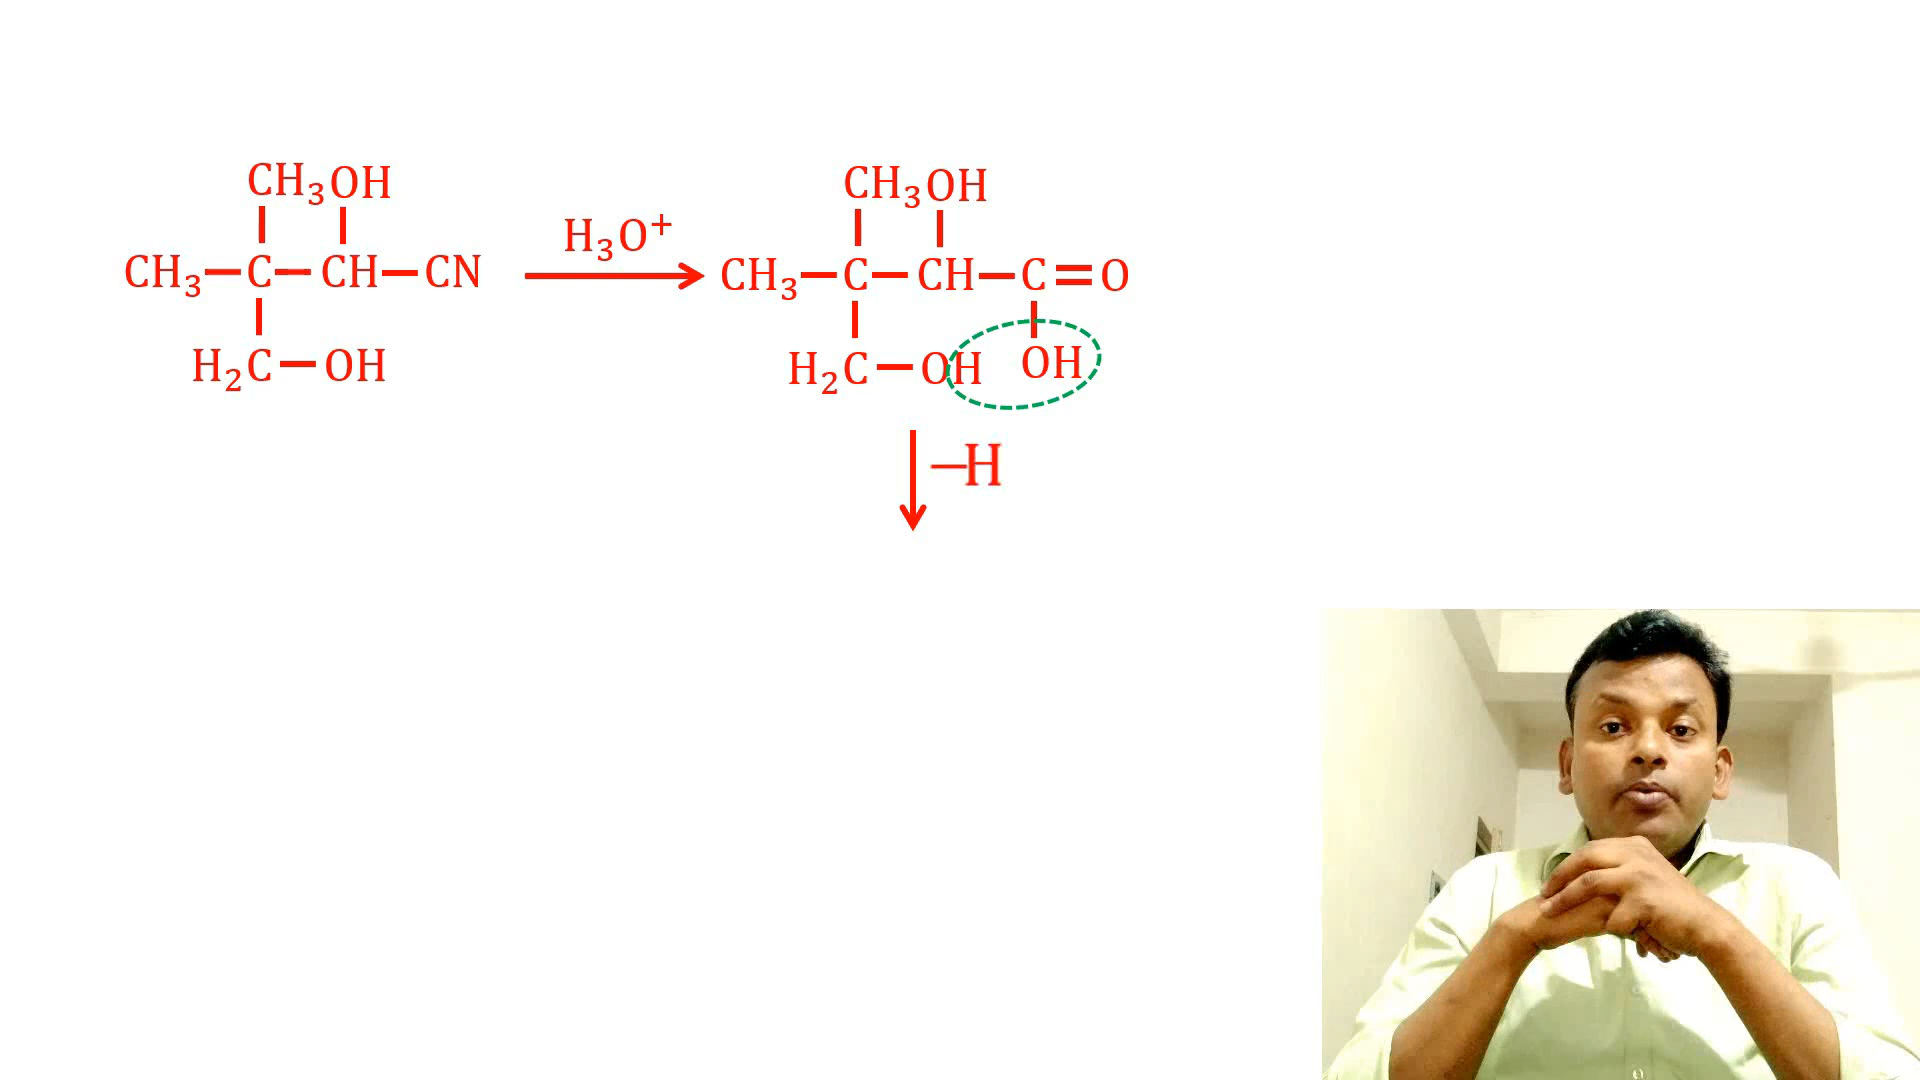 CH₃ OH CH₃ OH
H₃O⁺
CH₃—C—CH—CN CH₃—C—CH—C=O
H₂C—OH H₂C—OH OH
—H